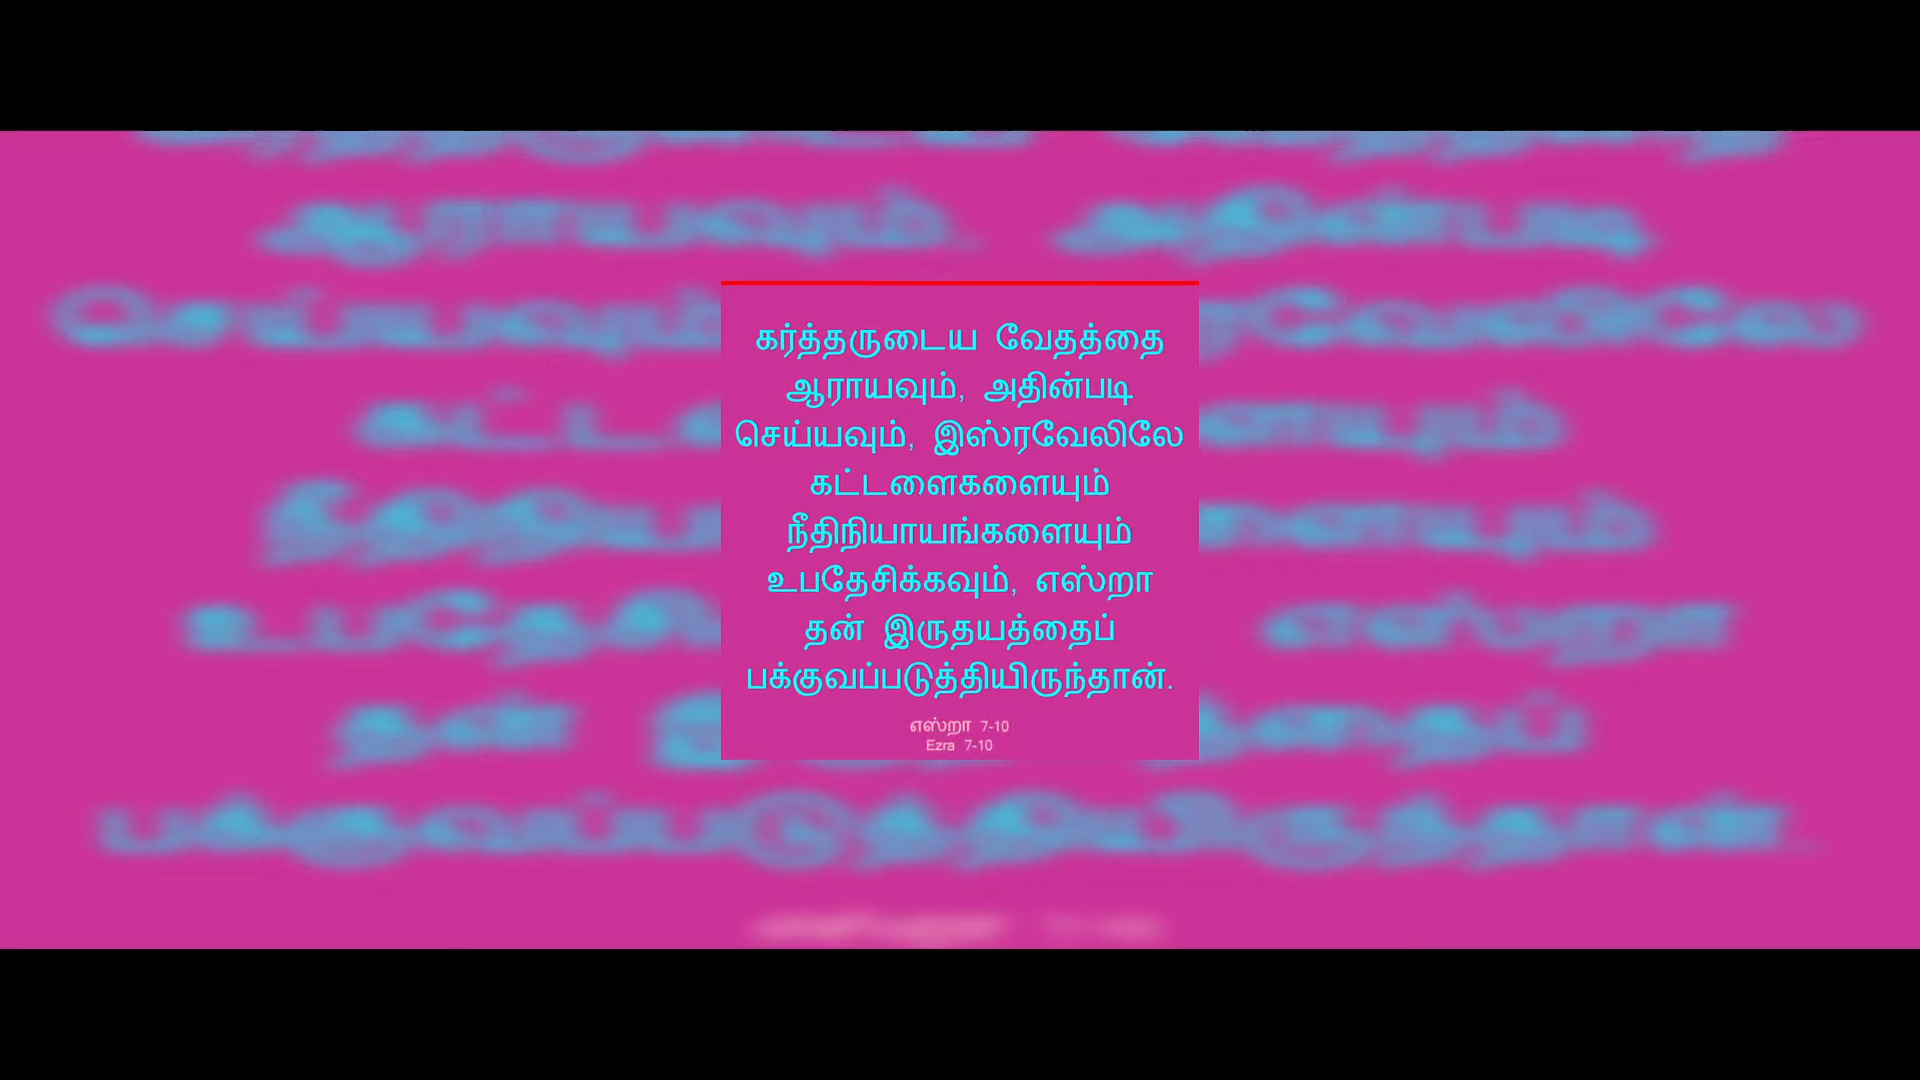 கர்த்தருடைய வேதத்தை
ஆராயவும், அதின்படி
செய்யவும், இஸ்ரவேலிலே
கட்டளைகளையும்
நீதிநியாயங்களையும்
உபதேசிக்கவும், எஸ்றா
தன் இருதயத்தைப்
பக்குவப்படுத்தியிருந்தான்.
எஸ்றா 7-10
Ezra 7-10